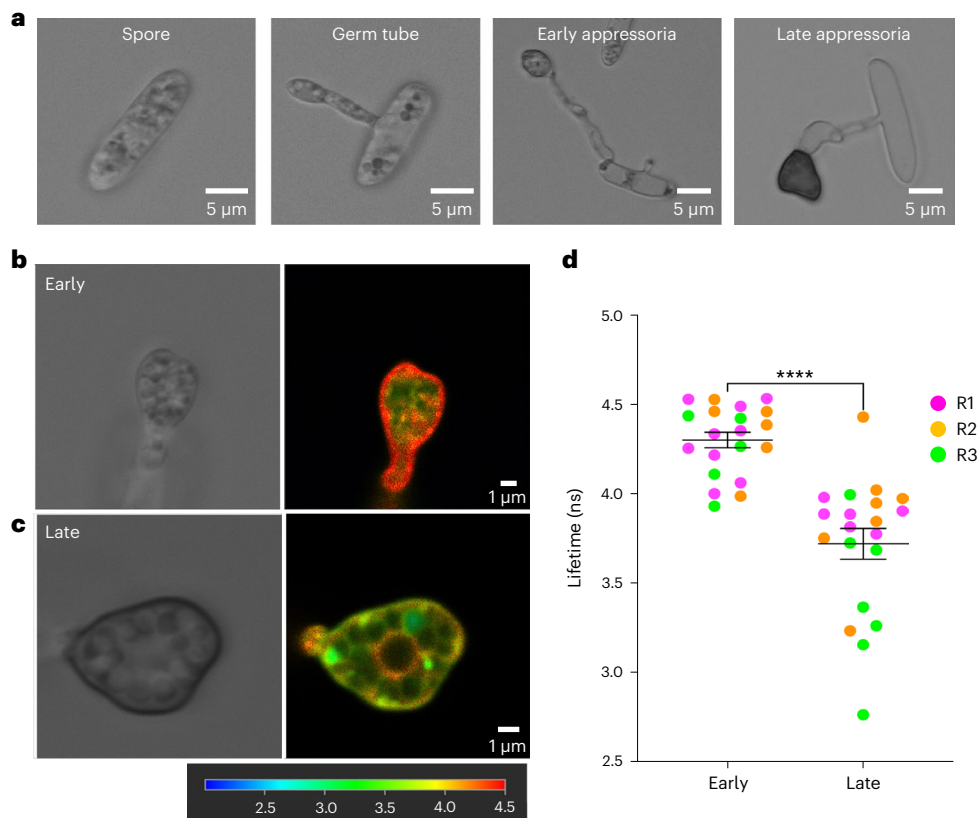 a
Spore
Germ tube
Early appressoria
Late appressoria
5 µm
5 µm
5 µm
5 µm
b
Early
1 µm
c
Late
1 µm
2.5 3.0 3.5 4.0 4.5
d
5.0
4.5
4.0
3.5
3.0
2.5
Lifetime (ns)
****
Early
Late
R1
R2
R3